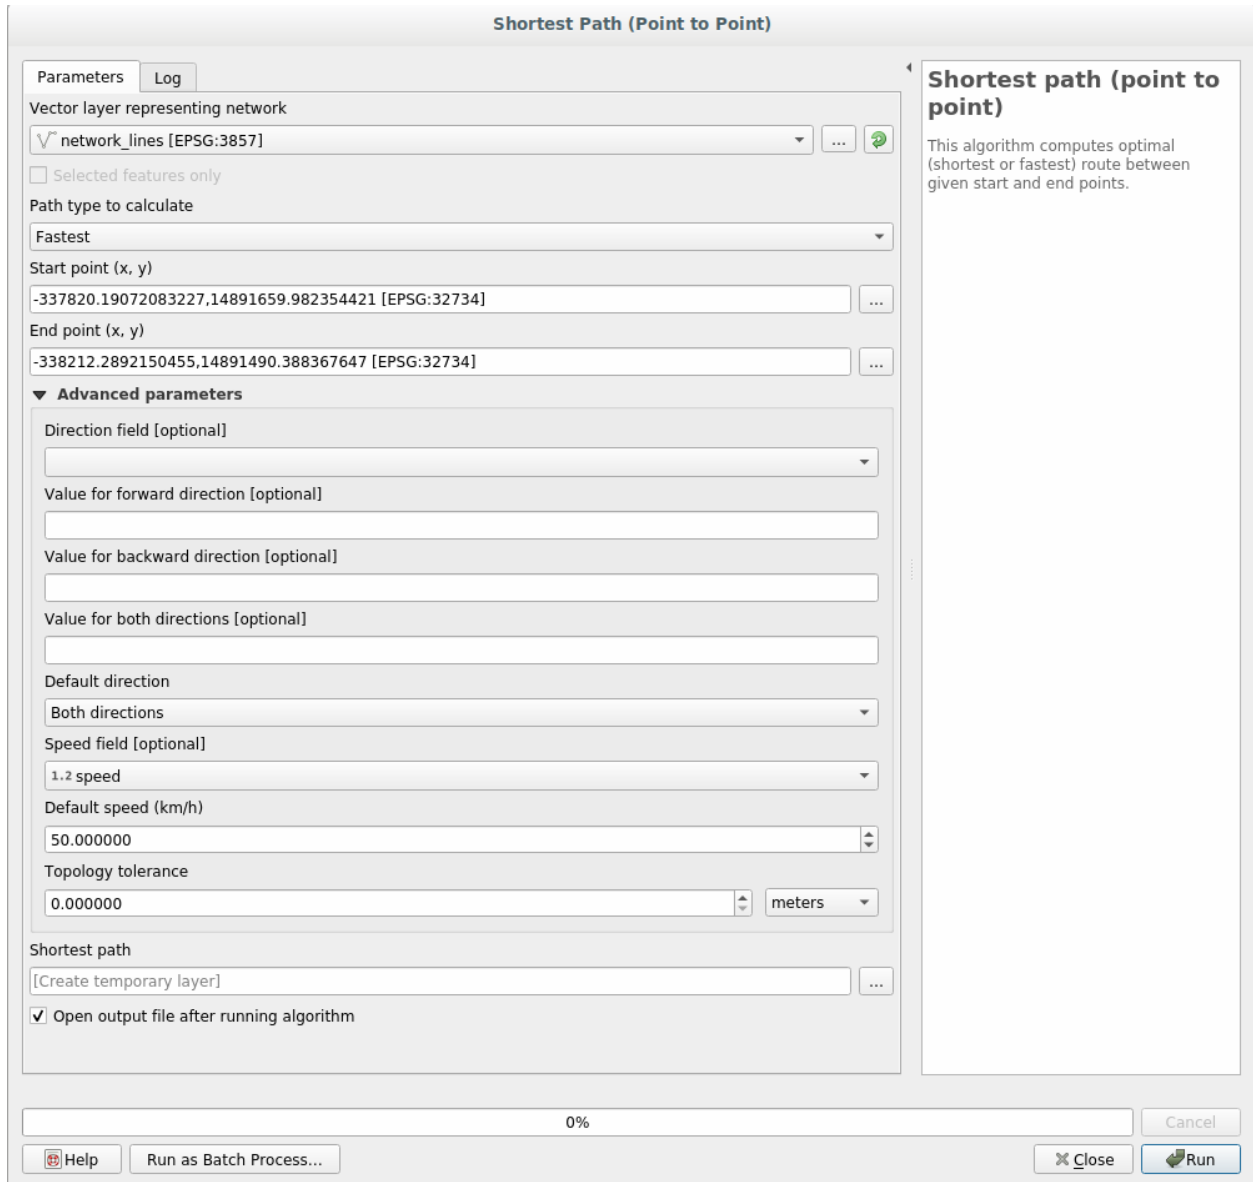 Shortest Path (Point to Point)
Parameters
Log
Vector layer representing network
network_lines [EPSG:3857]
...
Selected features only
Path type to calculate
Fastest
Start point (x, y)
-337820.19072083227,14891659.982354421 [EPSG:32734]
...
End point (x, y)
-338212.2892150455,14891490.388367647 [EPSG:32734]
...
Advanced parameters
Direction field [optional]
Value for forward direction [optional]
Value for backward direction [optional]
Value for both directions [optional]
Default direction
Both directions
Speed field [optional]
1.2 speed
Default speed (km/h)
50.000000
Topology tolerance
0.000000
meters
Shortest path
[Create temporary layer]
...
Open output file after running algorithm
Shortest path (point to
point)
This algorithm computes optimal
(shortest or fastest) route between
given start and end points.
0%
Cancel
Help
Run as Batch Process...
Close
Run